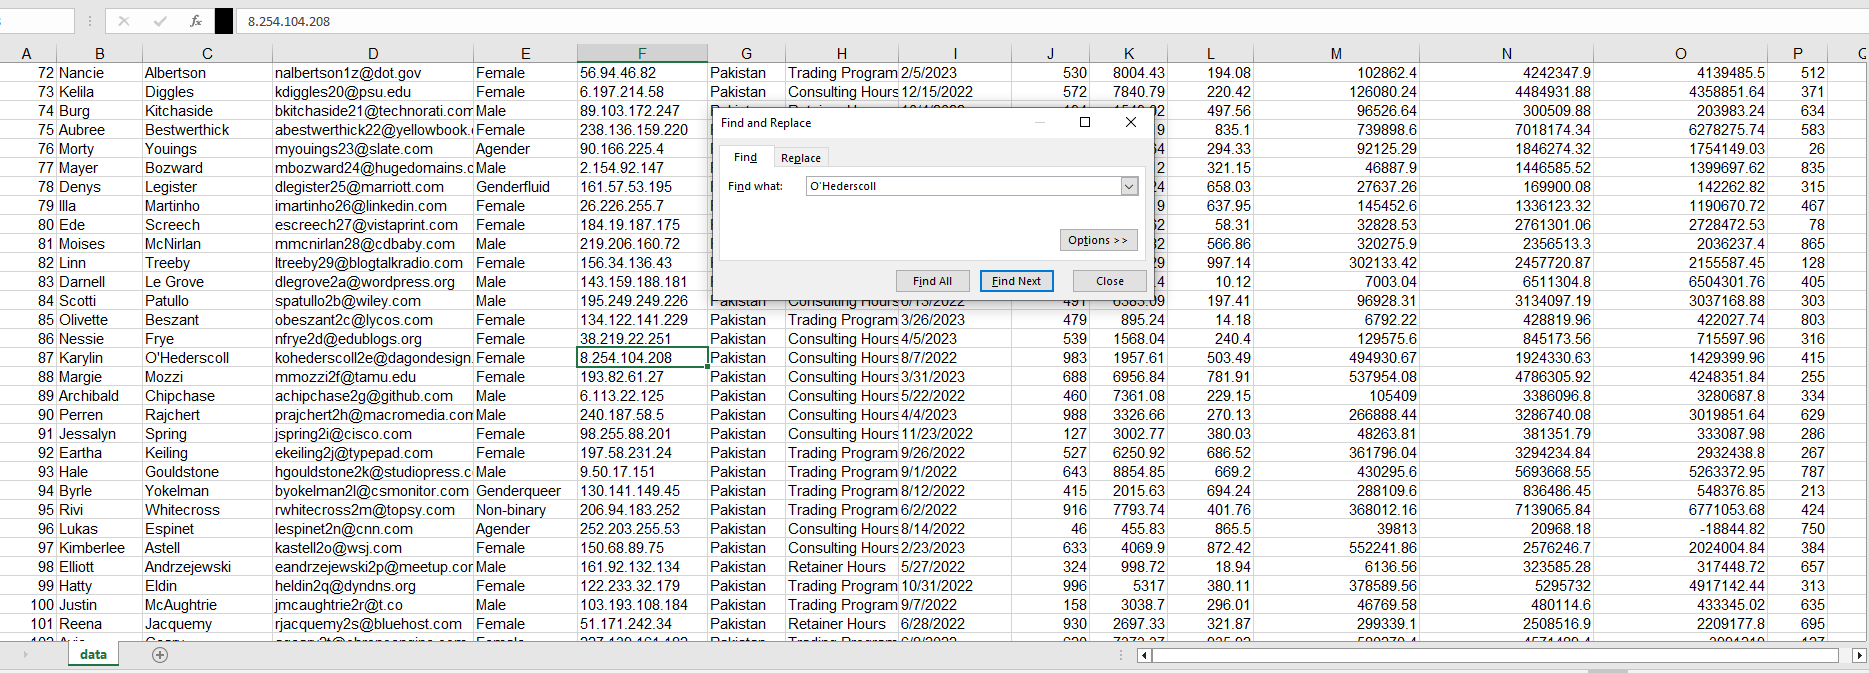 fx 8.254.104.208
A B C D E F G H I J K L M N O P
72 Nancie Albertson nalbertson1z@dot.gov Female 56.94.46.82 Pakistan Trading Program 2/5/2023 530 8004.43 194.08 102862.4 4242347.9 4139485.5 512
73 Kelila Diggles kdiggles20@psu.edu Female 6.197.214.58 Pakistan Consulting Hours 12/15/2022 572 7840.79 220.42 126080.24 4484931.88 4358851.64 371
74 Burg Kitchaside bkitchaside21@technorati.com Male 89.103.172.247 497.56 96526.64 300509.88 203983.24 634
75 Aubree Bestwerthick abestwerthick22@yellowbook. Female 238.136.159.220 835.1 739898.6 7018174.34 6278275.74 583
76 Morty Youings myouings23@slate.com Agender 90.166.225.4 294.33 92125.29 1846274.32 1754149.03 26
77 Mayer Bozward mbozward24@hugedomains.c Male 2.154.92.147 321.15 46887.9 1446585.52 1399697.62 835
78 Denys Legister dlegister25@marriott.com Genderfluid 161.57.53.195 658.03 27637.26 169900.08 142262.82 315
79 Illa Martinho imartinho26@linkedin.com Female 26.226.255.7 637.95 145452.6 1336123.32 1190670.72 467
80 Ede Screech escreech27@vistaprint.com Female 184.19.187.175 58.31 32828.53 2761301.06 2728472.53 78
81 Moises McNirlan mmcnirlan28@cdbaby.com Male 219.206.160.72 566.86 320275.9 2356513.3 2036237.4 865
82 Linn Treeby ltreeby29@blogtalkradio.com Female 156.34.136.43 997.14 302133.42 2457720.87 2155587.45 128
83 Darnell Le Grove dlegrove2a@wordpress.org Male 143.159.188.181 10.12 7003.04 6511304.8 6504301.76 405
84 Scotti Patullo spatullo2b@wiley.com Male 195.249.249.226 197.41 96928.31 3134097.19 3037168.88 303
85 Olivette Beszant obeszant2c@lycos.com Female 134.122.141.229 Pakistan Trading Program 3/26/2023 479 895.24 14.18 6792.22 428819.96 422027.74 803
86 Nessie Frye nfrye2d@edublogs.org Female 38.219.22.251 Pakistan Consulting Hours 4/5/2023 539 1568.04 240.4 129575.6 845173.56 715597.96 316
87 Karylin O'Hederscoll kohederscoll2e@dagondesign. Female 8.254.104.208 Pakistan Consulting Hours 8/7/2022 983 1957.61 503.49 494930.67 1924330.63 1429399.96 415
88 Margie Mozzi mmozzi2f@tamu.edu Female 193.82.61.27 Pakistan Consulting Hours 3/31/2023 688 6956.84 781.91 537954.08 4786305.92 4248351.84 255
89 Archibald Chipchase achipchase2g@github.com Male 6.113.22.125 Pakistan Consulting Hours 5/22/2022 460 7361.08 229.15 105409 3386096.8 3280687.8 334
90 Perren Rajchert prajchert2h@macromedia.com Male 240.187.58.5 Pakistan Consulting Hours 4/4/2023 988 3326.66 270.13 266888.44 3286740.08 3019851.64 629
91 Jessalyn Spring jspring2i@cisco.com Female 98.255.88.201 Pakistan Consulting Hours 11/23/2022 127 3002.77 380.03 48263.81 381351.79 333087.98 286
92 Eartha Keiling ekeiling2j@typepad.com Female 197.58.231.24 Pakistan Trading Program 9/26/2022 527 6250.92 686.52 361796.04 3294234.84 2932438.8 267
93 Hale Gouldstone hgouldstone2k@studiopress.c Male 9.50.17.151 Pakistan Consulting Hours 9/1/2022 643 8854.85 669.2 430295.6 5693668.55 5263372.95 787
94 Byrle Yokelman byokelman2l@csmonitor.com Genderqueer 130.141.149.45 Pakistan Trading Program 8/12/2022 415 2015.63 694.24 288109.6 836486.45 548376.85 213
95 Rivi Whitecross rwhitecross2m@topsy.com Non-binary 206.94.183.252 Pakistan Trading Program 6/2/2022 916 7793.74 401.76 368012.16 7139065.84 6771053.68 424
96 Lukas Espinet lespinet2n@cnn.com Agender 252.203.255.53 Pakistan Consulting Hours 8/14/2022 46 455.83 865.5 39813 20968.18 -18844.82 750
97 Kimberlee Astell kastell2o@wsj.com Female 150.68.89.75 Pakistan Consulting Hours 2/23/2023 633 4069.9 872.42 552241.86 2576246.7 2024004.84 384
98 Elliott Andrzejewski eandrzejewski2p@meetup.cor Male 161.92.132.134 Pakistan Retainer Hours 5/27/2022 324 998.72 18.94 6136.56 323585.28 317448.72 657
99 Hatty Eldin heldin2q@dyndns.org Female 122.233.32.179 Pakistan Trading Program 10/31/2022 996 5317 380.11 378589.56 5295732 4917142.44 313
100 Justin McAughtrie jmcaughtrie2r@t.co Male 103.193.108.184 Pakistan Trading Program 9/7/2022 158 3038.7 296.01 46769.58 480114.6 433345.02 635
101 Reena Jacquemy rjacquemy2s@bluehost.com Female 51.171.242.34 Pakistan Retainer Hours 6/28/2022 930 2697.33 321.87 299339.1 2508516.9 2209177.8 695
Find and Replace
Find Replace
Find what: O'Hederscoll
Options >>
Find All Find Next Close
data